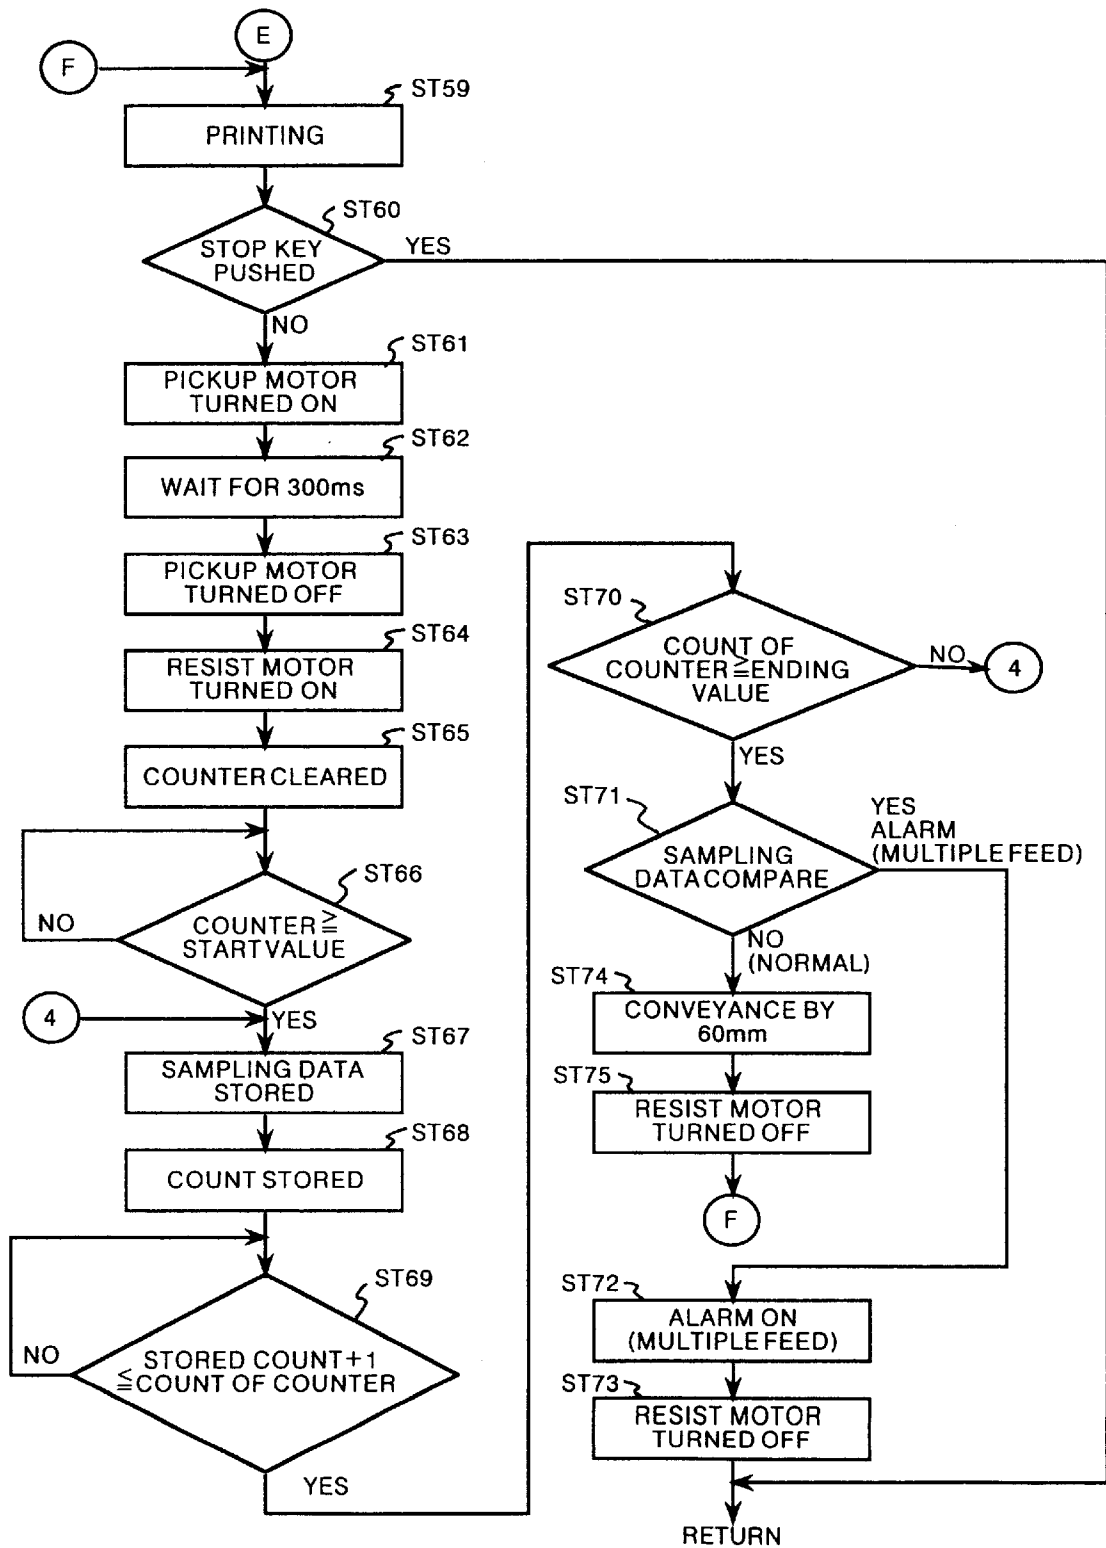 E
F
ST59
PRINTING
ST60
STOP KEY
PUSHED
YES
NO
ST61
PICKUP MOTOR
TURNED ON
ST62
WAIT FOR 300ms
ST63
PICKUP MOTOR
TURNED OFF
ST64
RESIST MOTOR
TURNED ON
ST65
COUNTER CLEARED
ST66
COUNTER ≧
START VALUE
NO
YES
4
ST67
SAMPLING DATA
STORED
ST68
COUNT STORED
ST69
STORED COUNT+1
≦COUNT OF COUNTER
NO
YES
ST70
COUNT OF
COUNTER≧ENDING
VALUE
NO
4
YES
ST71
SAMPLING
DATA COMPARE
YES
ALARM
(MULTIPLE FEED)
NO
(NORMAL)
ST74
CONVEYANCE BY
60mm
ST75
RESIST MOTOR
TURNED OFF
F
ST72
ALARM ON
(MULTIPLE FEED)
ST73
RESIST MOTOR
TURNED OFF
RETURN